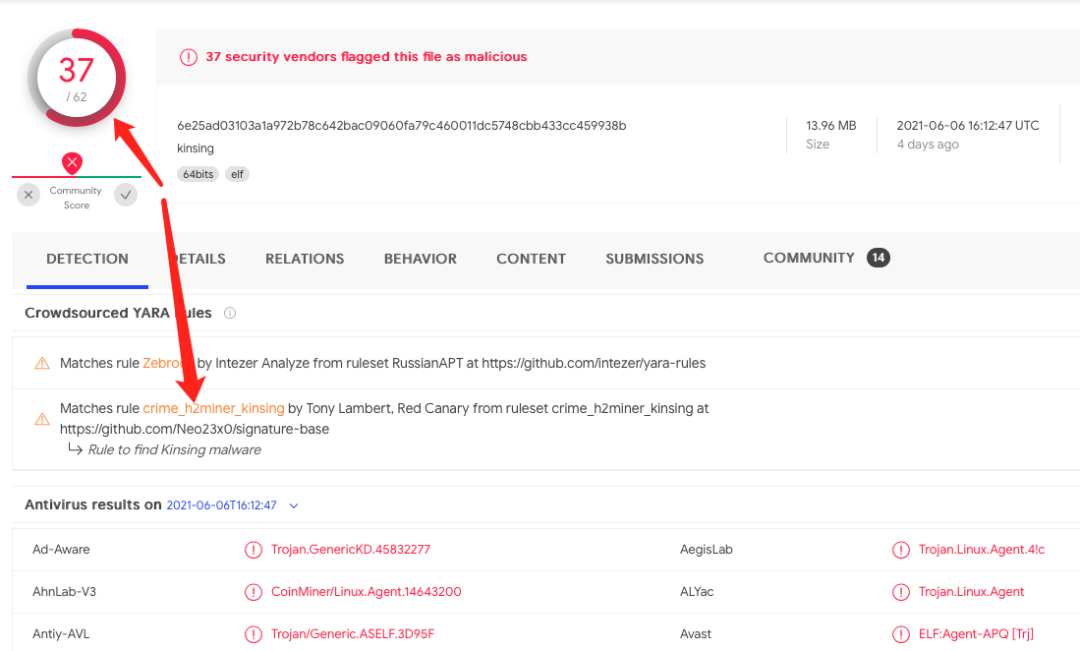 37
/ 62
37 security vendors flagged this file as malicious
6e25ad03103a1a972b78c642bac09060fa79c460011dc5748cbb433cc459938b
kinsing
64bits elf
13.96 MB
Size
2021-06-06 16:12:47 UTC
4 days ago
Community
Score
DETECTION ETAILS RELATIONS BEHAVIOR CONTENT SUBMISSIONS COMMUNITY 14
Crowdsourced YARA ules
Matches rule Zebro by Intezer Analyze from ruleset RussianAPT at https://github.com/intezer/yara-rules
Matches rule crime_h2miner_kinsing by Tony Lambert, Red Canary from ruleset crime_h2miner_kinsing at
https://github.com/Neo23x0/signature-base
Rule to find Kinsing malware
Antivirus results on 2021-06-06T16:12:47
Ad-Aware Trojan.GenericKD.45832277 AegisLab Trojan.Linux.Agent.4!c
AhnLab-V3 CoinMiner/Linux.Agent.14643200 ALYac Trojan.Linux.Agent
Antiy-AVL Trojan/Generic.ASELF.3D95F Avast ELF:Agent-APQ [Trj]